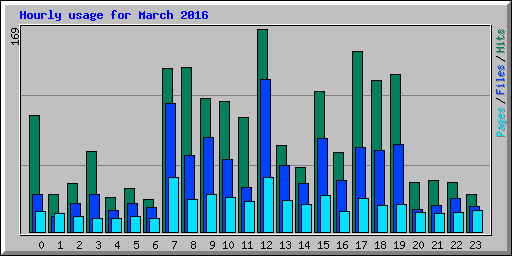 Hourly usage for March 2016
169
Pages/Files/Hits
0 1 2 3 4 5 6 7 8 9 10 11 12 13 14 15 16 17 18 19 20 21 22 23